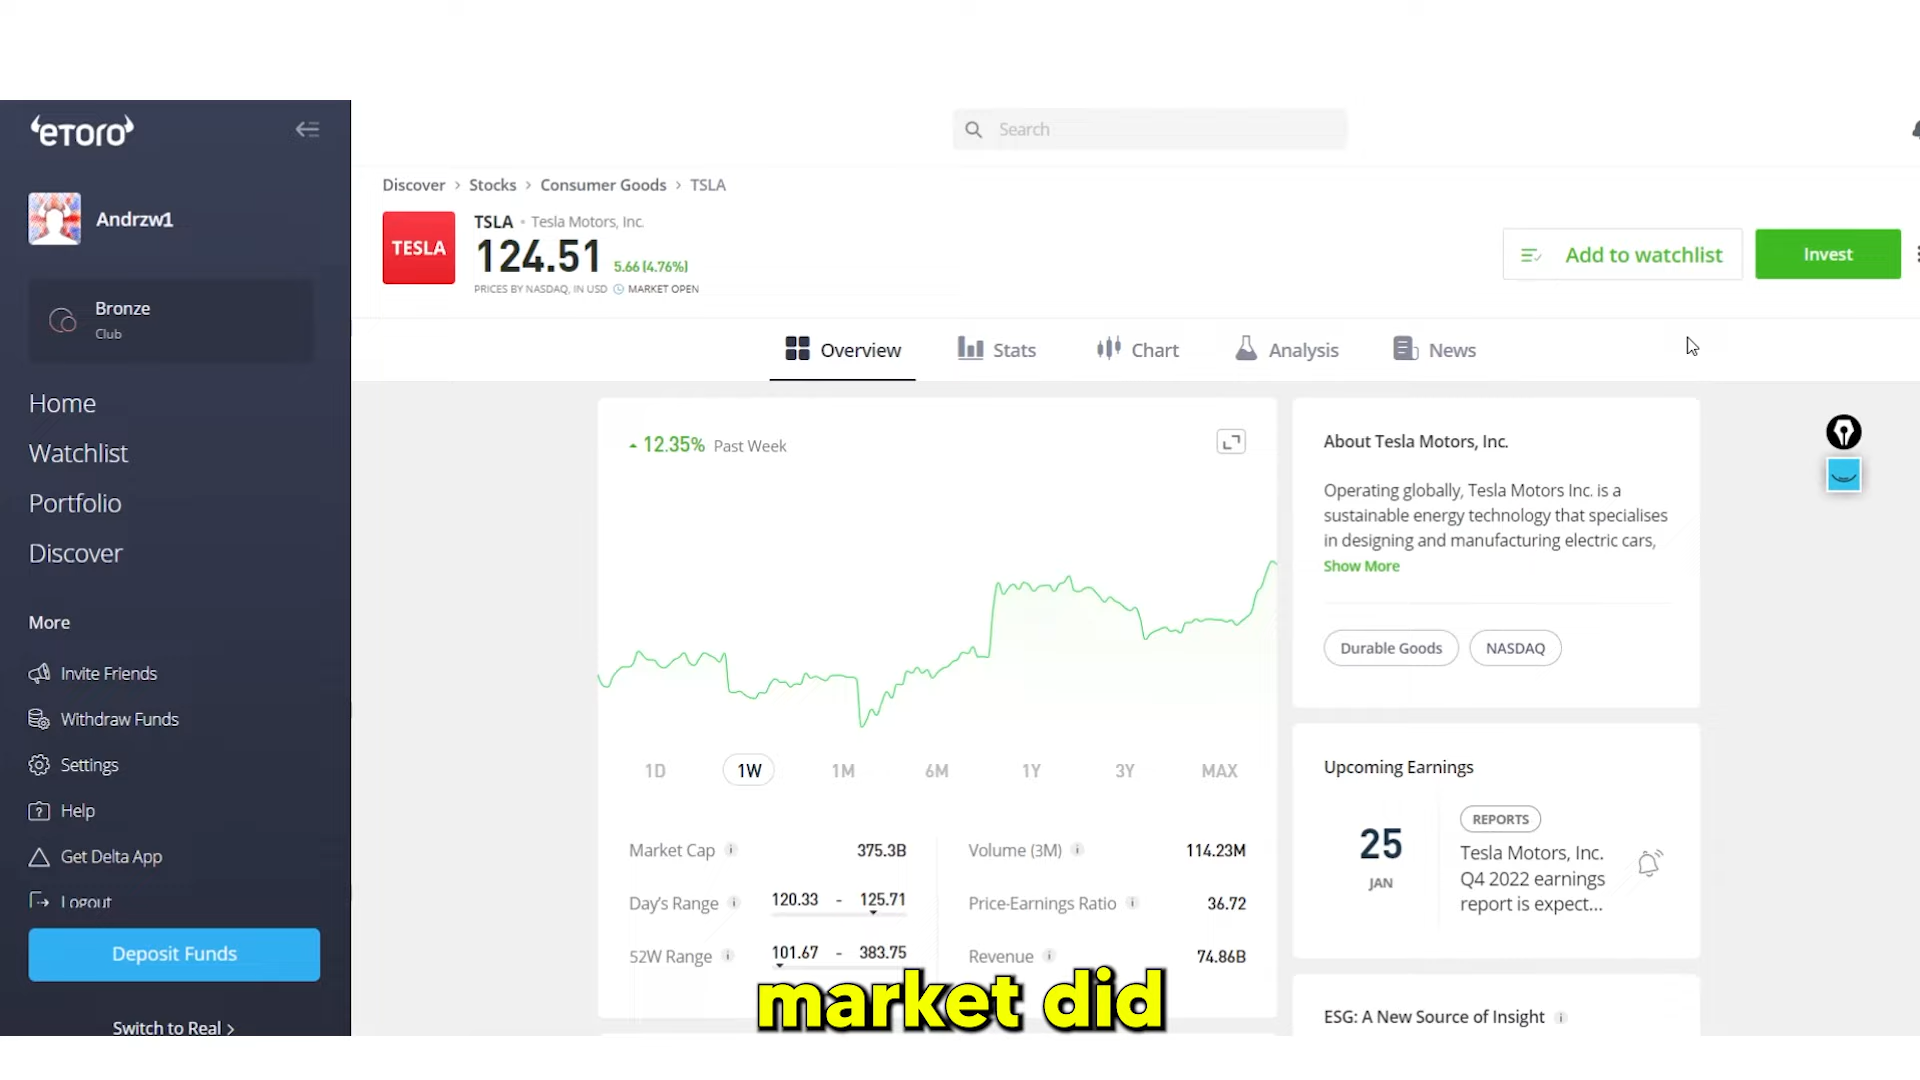 eTORO
Search
Andrzw1
Bronze
Club
Home
Watchlist
Portfolio
Discover
More
Invite Friends
Withdraw Funds
Settings
Help
Get Delta App
Logout
Deposit Funds
Switch to Real >
Discover > Stocks > Consumer Goods > TSLA
TESLA
TSLA • Tesla Motors, Inc.
124.51 5.66 (4.76%)
PRICES BY NASDAQ, IN USD MARKET OPEN
Add to watchlist
Invest
Overview Stats Chart Analysis News
12.35% Past Week
1D 1W 1M 6M 1Y 3Y MAX
Market Cap 375.3B
Day's Range 120.33 - 125.71
52W Range 101.67 - 383.75
Volume (3M) 114.23M
Price-Earnings Ratio 36.72
Revenue 74.86B
About Tesla Motors, Inc.
Operating globally, Tesla Motors Inc. is a
sustainable energy technology that specialises
in designing and manufacturing electric cars,
Show More
Durable Goods NASDAQ
Upcoming Earnings
25
JAN
REPORTS
Tesla Motors, Inc.
Q4 2022 earnings
report is expect...
ESG: A New Source of Insight
market did